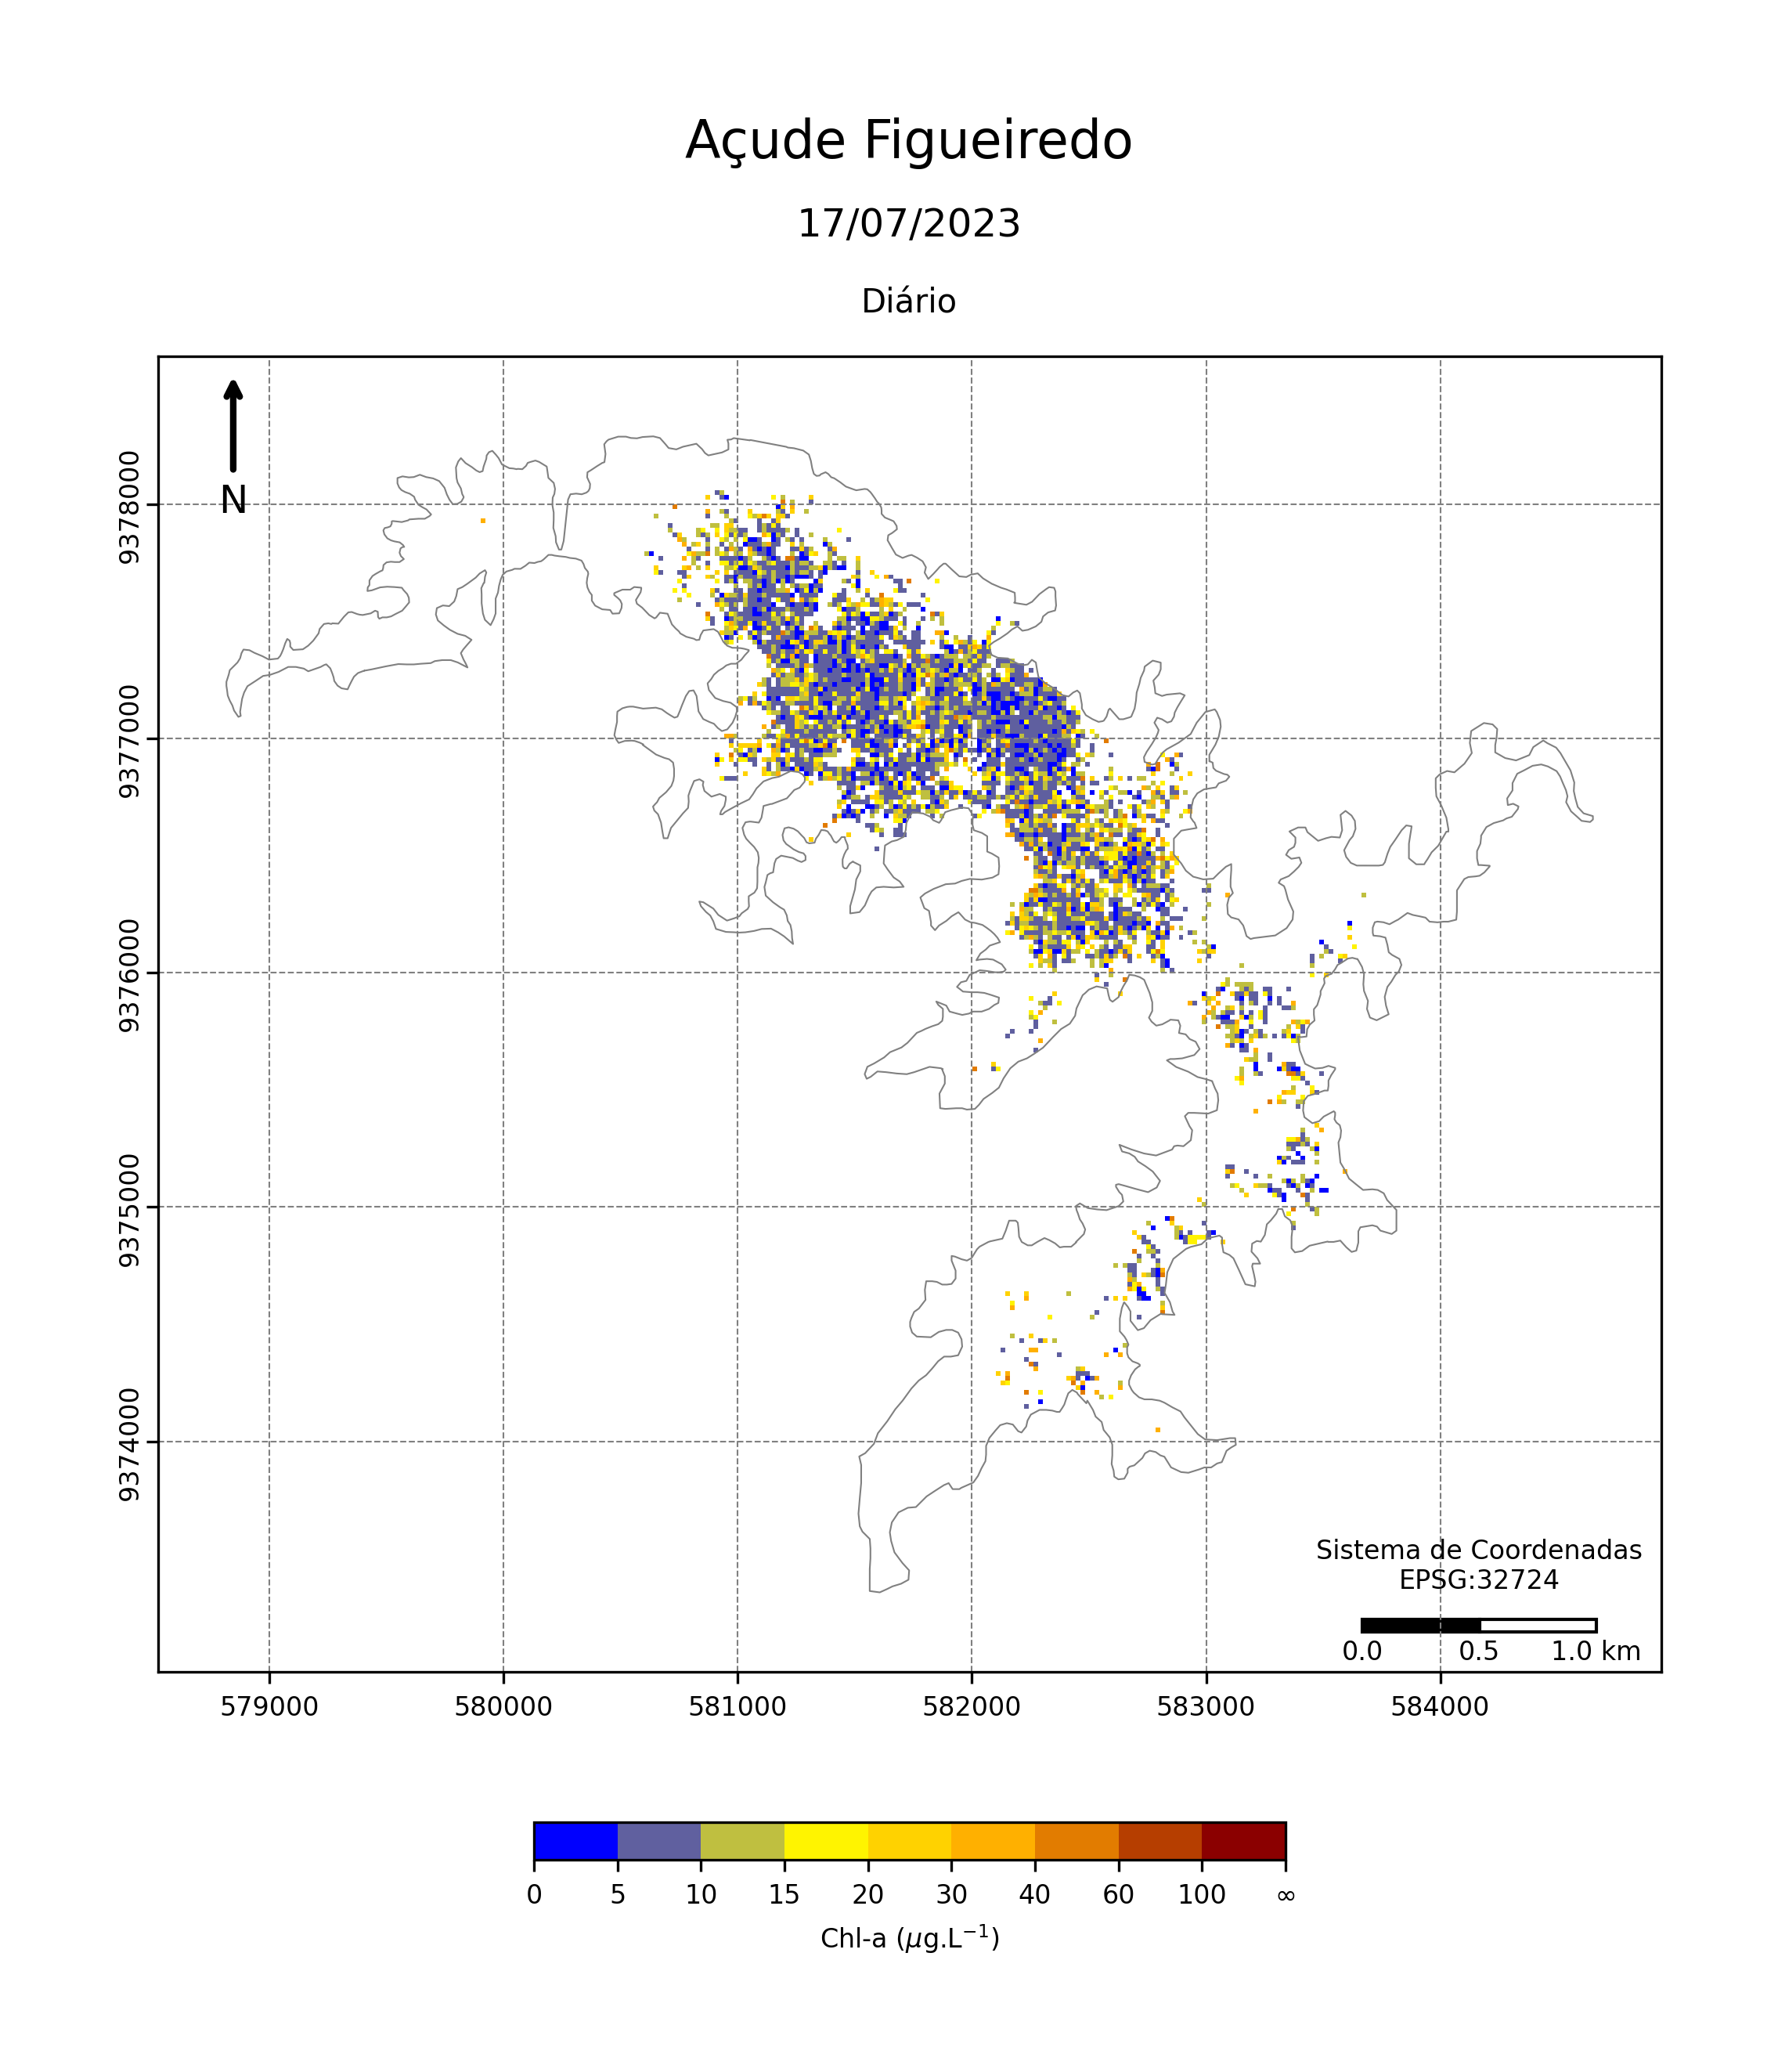 Açude Figueiredo
17/07/2023
Diário
N
9378000
9377000
9376000
9375000
9374000
Sistema de Coordenadas
EPSG:32724
0.0 0.5 1.0 km
579000 580000 581000 582000 583000 584000
0 5 10 15 20 30 40 60 100 ∞
Chl-a (μg.L⁻¹)